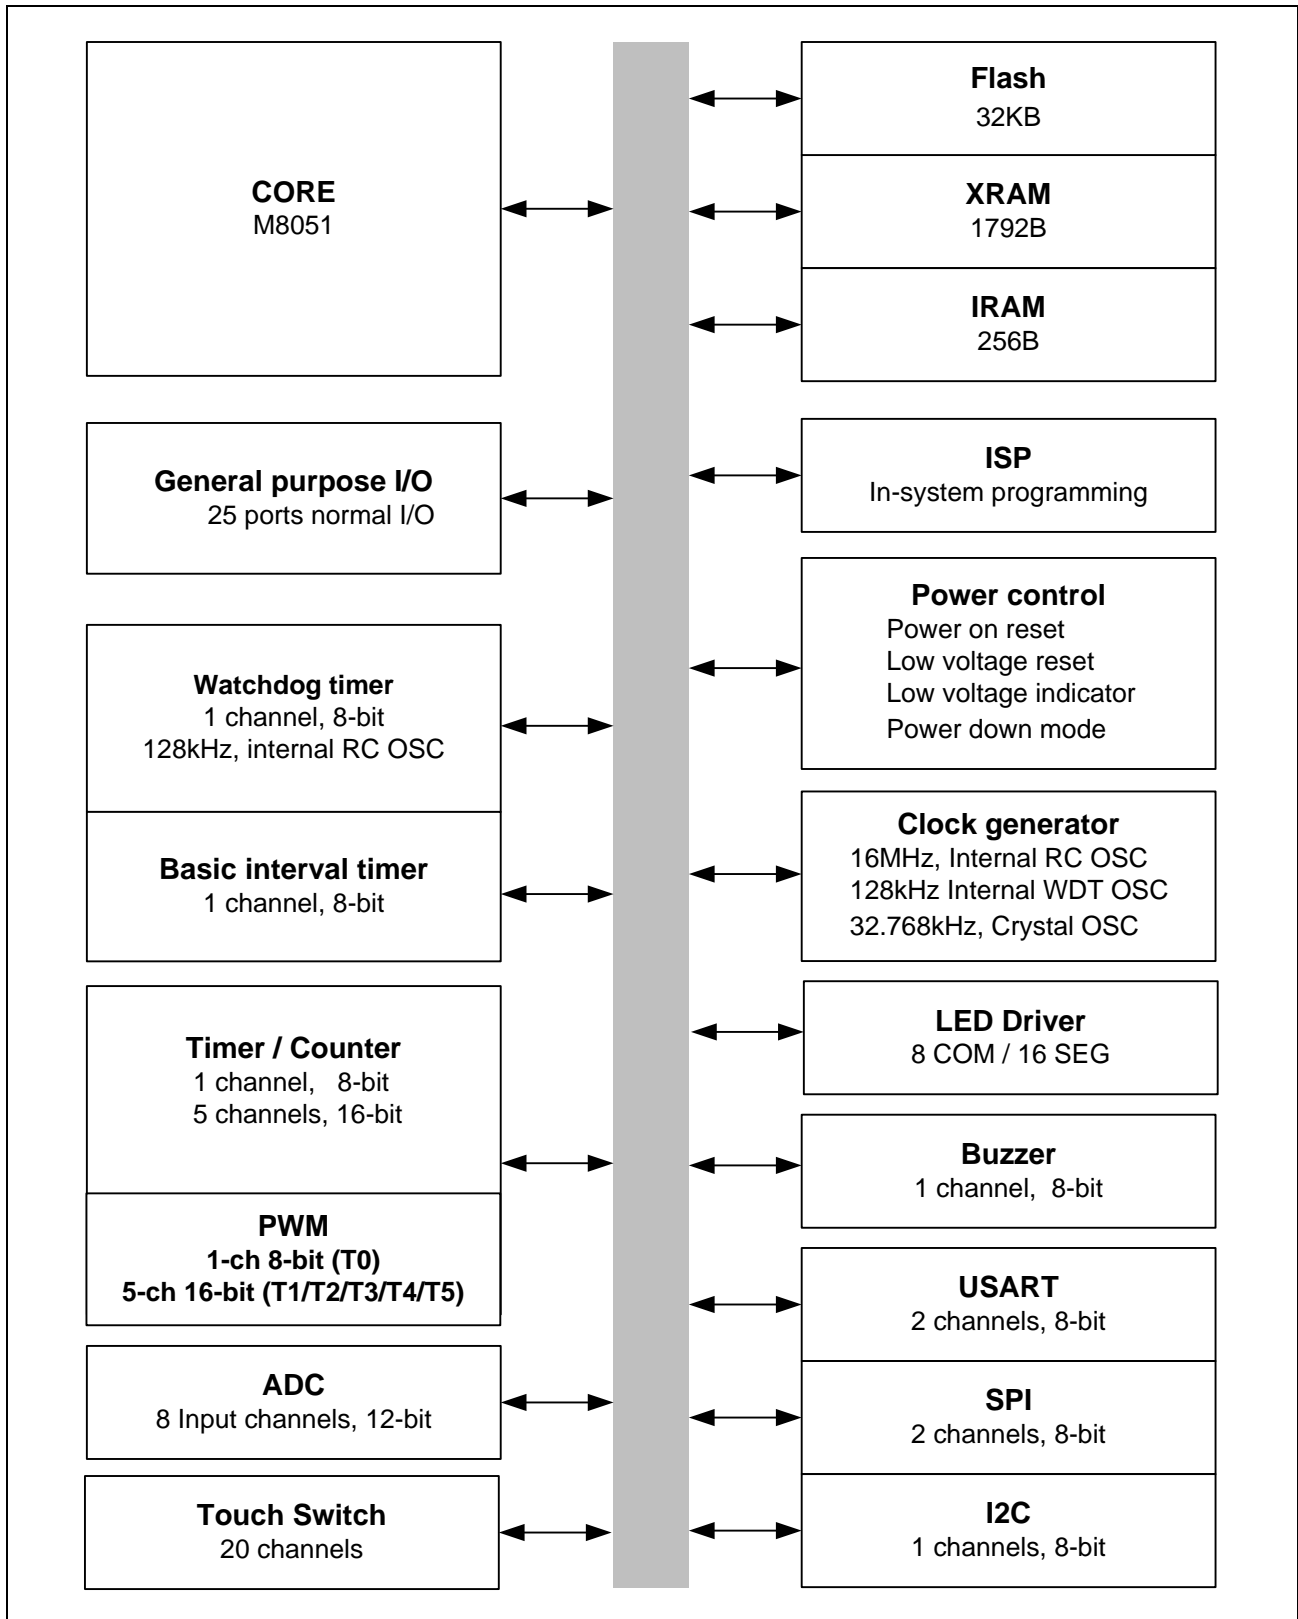 CORE
M8051
General purpose I/O
25 ports normal I/O
Watchdog timer
1 channel, 8-bit
128kHz, internal RC OSC
Basic interval timer
1 channel, 8-bit
Timer / Counter
1 channel, 8-bit
5 channels, 16-bit
PWM
1-ch 8-bit (T0)
5-ch 16-bit (T1/T2/T3/T4/T5)
ADC
8 Input channels, 12-bit
Touch Switch
20 channels
Flash
32KB
XRAM
1792B
IRAM
256B
ISP
In-system programming
Power control
Power on reset
Low voltage reset
Low voltage indicator
Power down mode
Clock generator
16MHz, Internal RC OSC
128kHz Internal WDT OSC
32.768kHz, Crystal OSC
LED Driver
8 COM / 16 SEG
Buzzer
1 channel, 8-bit
USART
2 channels, 8-bit
SPI
2 channels, 8-bit
I2C
1 channels, 8-bit